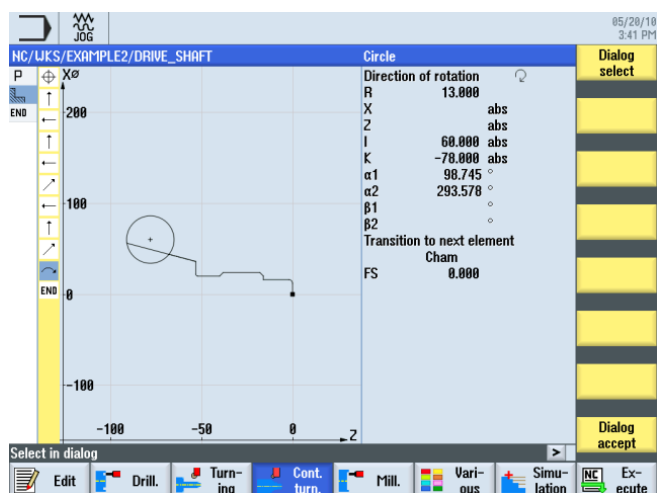 JOG
05/20/10
3:41 PM
NC/WKS/EXAMPLE2/DRIVE_SHAFT
Circle
Dialog
select
P
END
END
XØ
200
100
0
-100
-100
-50
0
Z
Direction of rotation
R 13.000
X abs
Z abs
I 60.000 abs
K -78.000 abs
α1 98.745 °
α2 293.578 °
β1 °
β2 °
Transition to next element
Cham
FS 0.000
Dialog
accept
Select in dialog >
Edit
Drill.
Turn-
ing
Cont.
turn.
Mill.
Vari-
ous
Simu-
lation
NC
Ex-
ecute